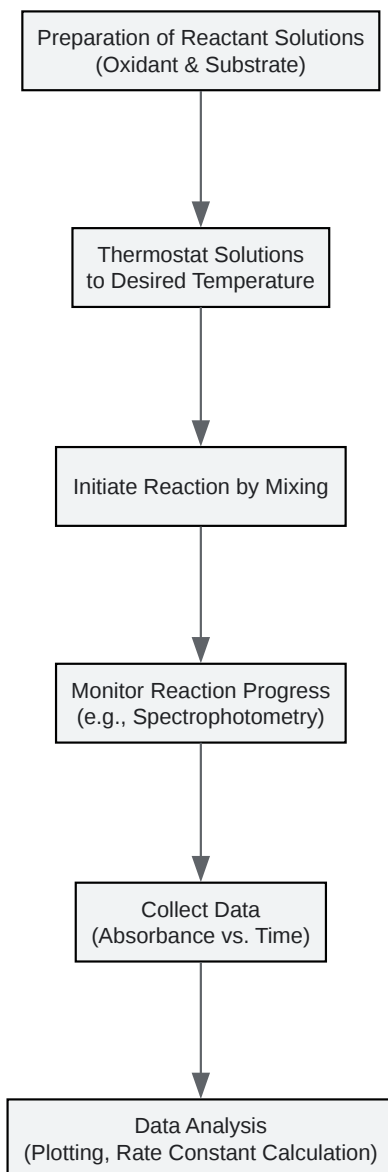 Preparation of Reactant Solutions
(Oxidant & Substrate)
Thermostat Solutions
to Desired Temperature
Initiate Reaction by Mixing
Monitor Reaction Progress
(e.g., Spectrophotometry)
Collect Data
(Absorbance vs. Time)
Data Analysis
(Plotting, Rate Constant Calculation)